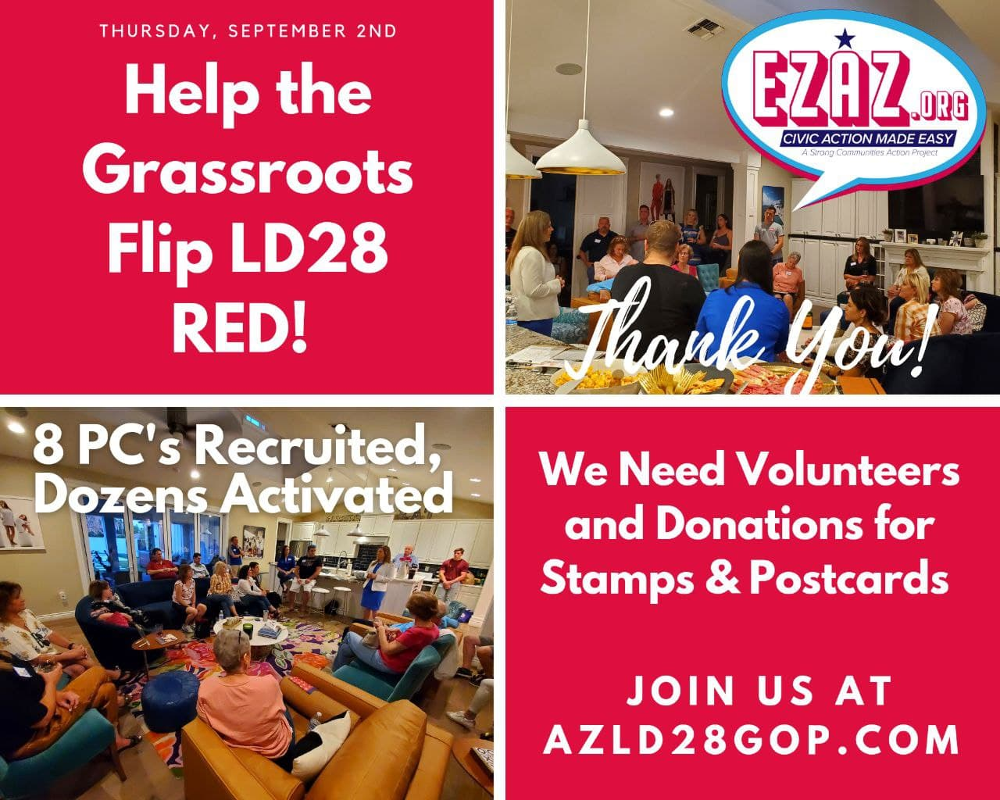 THURSDAY, SEPTEMBER 2ND
Help the
Grassroots
Flip LD28
RED!
EZAZ.ORG
CIVIC ACTION MADE EASY
A Strong Communities Action Project
Thank You!
8 PC's Recruited,
Dozens Activated
We Need Volunteers
and Donations for
Stamps & Postcards
JOIN US AT
AZLD28GOP.COM